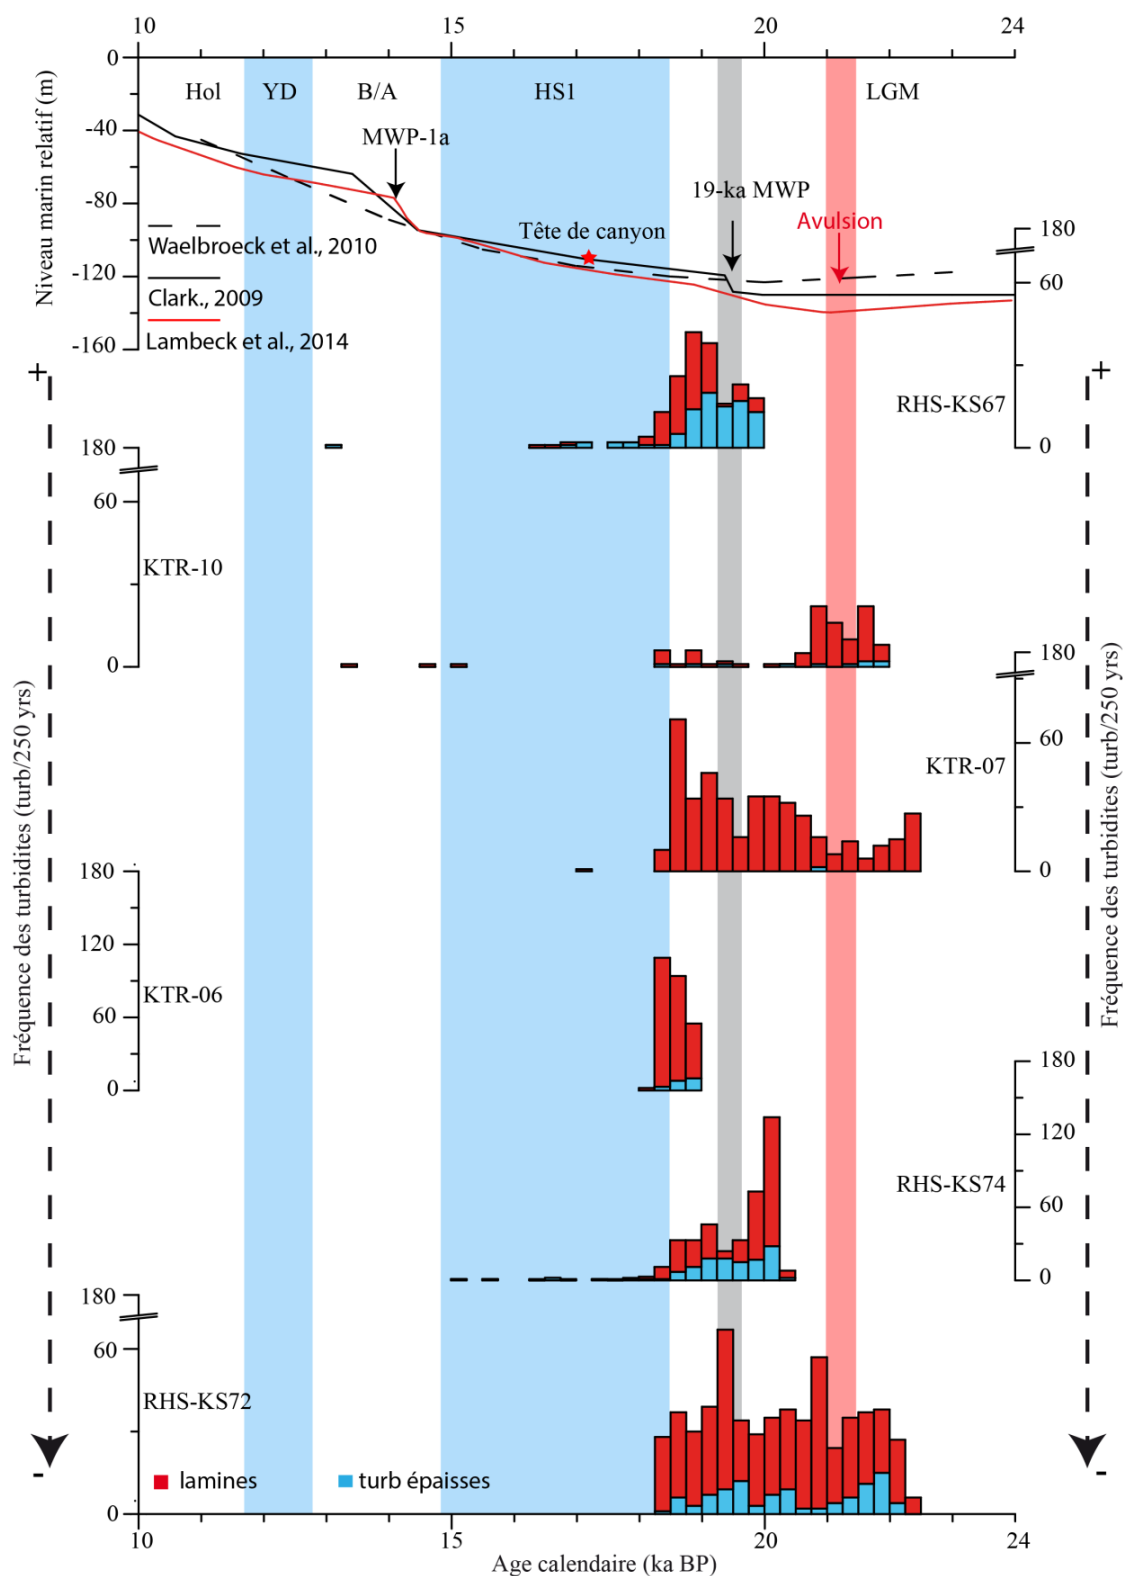 10 15 20 24
Niveau marin relatif (m)
0
-40
-80
-120
-160
Hol YD B/A HS1 LGM
MWP-1a
19-ka MWP
Avulsion
Tête de canyon
Waelbroeck et al., 2010
Clark., 2009
Lambeck et al., 2014
180
60
0
RHS-KS67
+
+
180
60
0
KTR-10
180
60
0
KTR-07
Fréquence des turbidites (turb/250 yrs)
Fréquence des turbidites (turb/250 yrs)
180
120
60
0
KTR-06
180
120
60
0
RHS-KS74
180
60
0
RHS-KS72
-
-
lamines
turb épaisses
10 15 20 24
Age calendaire (ka BP)